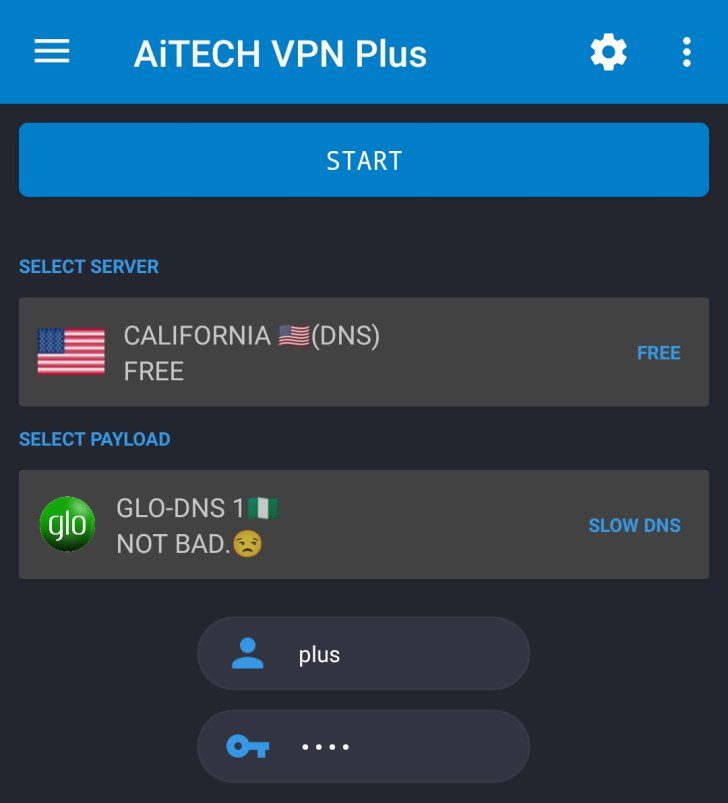 AiTECH VPN Plus
START
SELECT SERVER
CALIFORNIA 🇺🇸(DNS)
FREE
FREE
SELECT PAYLOAD
glo
GLO-DNS 1🇳🇬
NOT BAD.😒
SLOW DNS
plus
••••